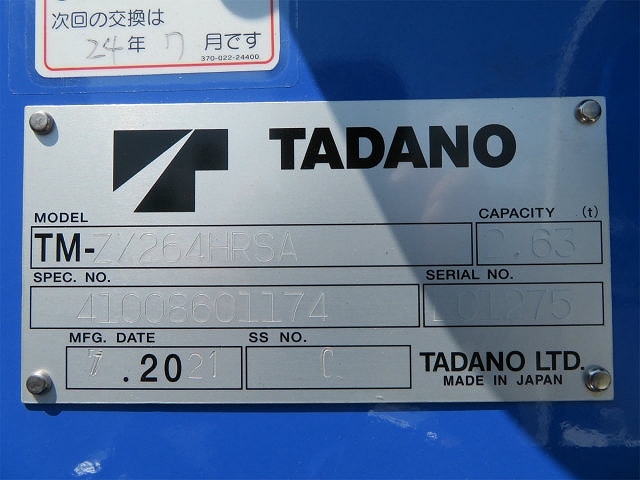 次回の交換は
24年 7 月です
370-022-24400
TADANO
MODEL
CAPACITY (t)
TM-ZX264HRSA
.63
SPEC. NO.
SERIAL NO.
41008601174
01275
MFG. DATE
SS NO.
7 .2021
TADANO LTD.
MADE IN JAPAN